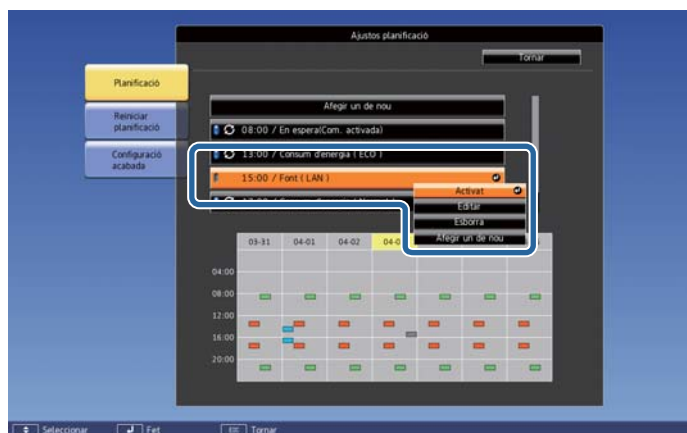 Ajustos planificació
Tornar
Planificació
Reiniciar
planificació
Configuració
acabada
Afegir un de nou
08:00 / En espera(Com. activada)
13:00 / Consum d'energia ( ECO )
15:00 / Font ( LAN )
Activat
Editar
Esborra
Afegir un de nou
03-31 04-01 04-02
04:00
08:00
12:00
16:00
20:00
Seleccionar Fet Esc Tornar